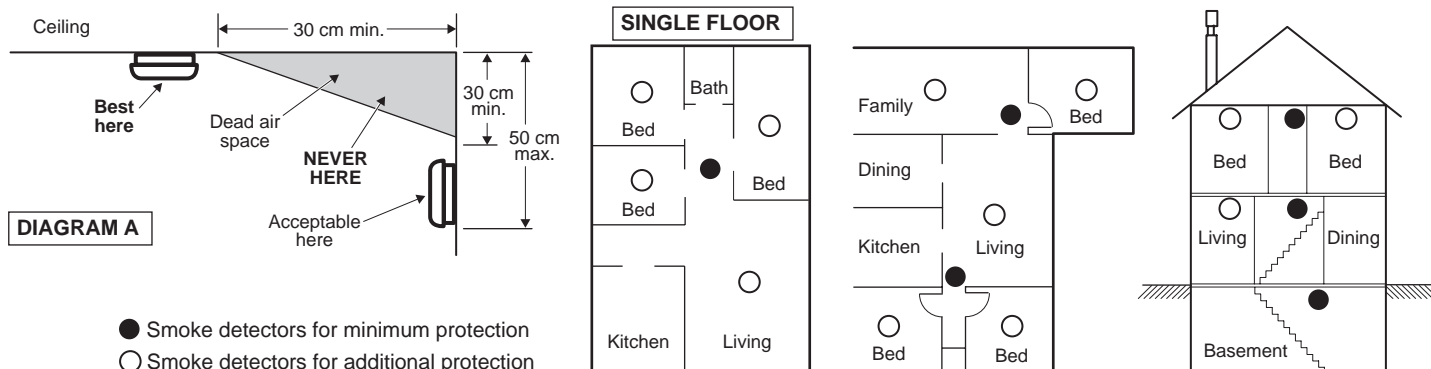 Ceiling
30 cm min.
Best
here
Dead air
space
NEVER
HERE
30 cm
min.
50 cm
max.
Acceptable
here
DIAGRAM A
Smoke detectors for minimum protection
Smoke detectors for additional protection
SINGLE FLOOR
Bath
Bed
Bed
Bed
Kitchen
Living
Family
Bed
Dining
Kitchen
Living
Bed
Bed
Bed
Bed
Living
Dining
Basement